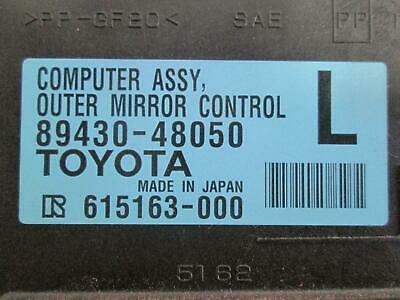 >PP-GF20< SAE PP
COMPUTER ASSY,
OUTER MIRROR CONTROL
89430-48050 L
TOYOTA
MADE IN JAPAN
615163-000
5162